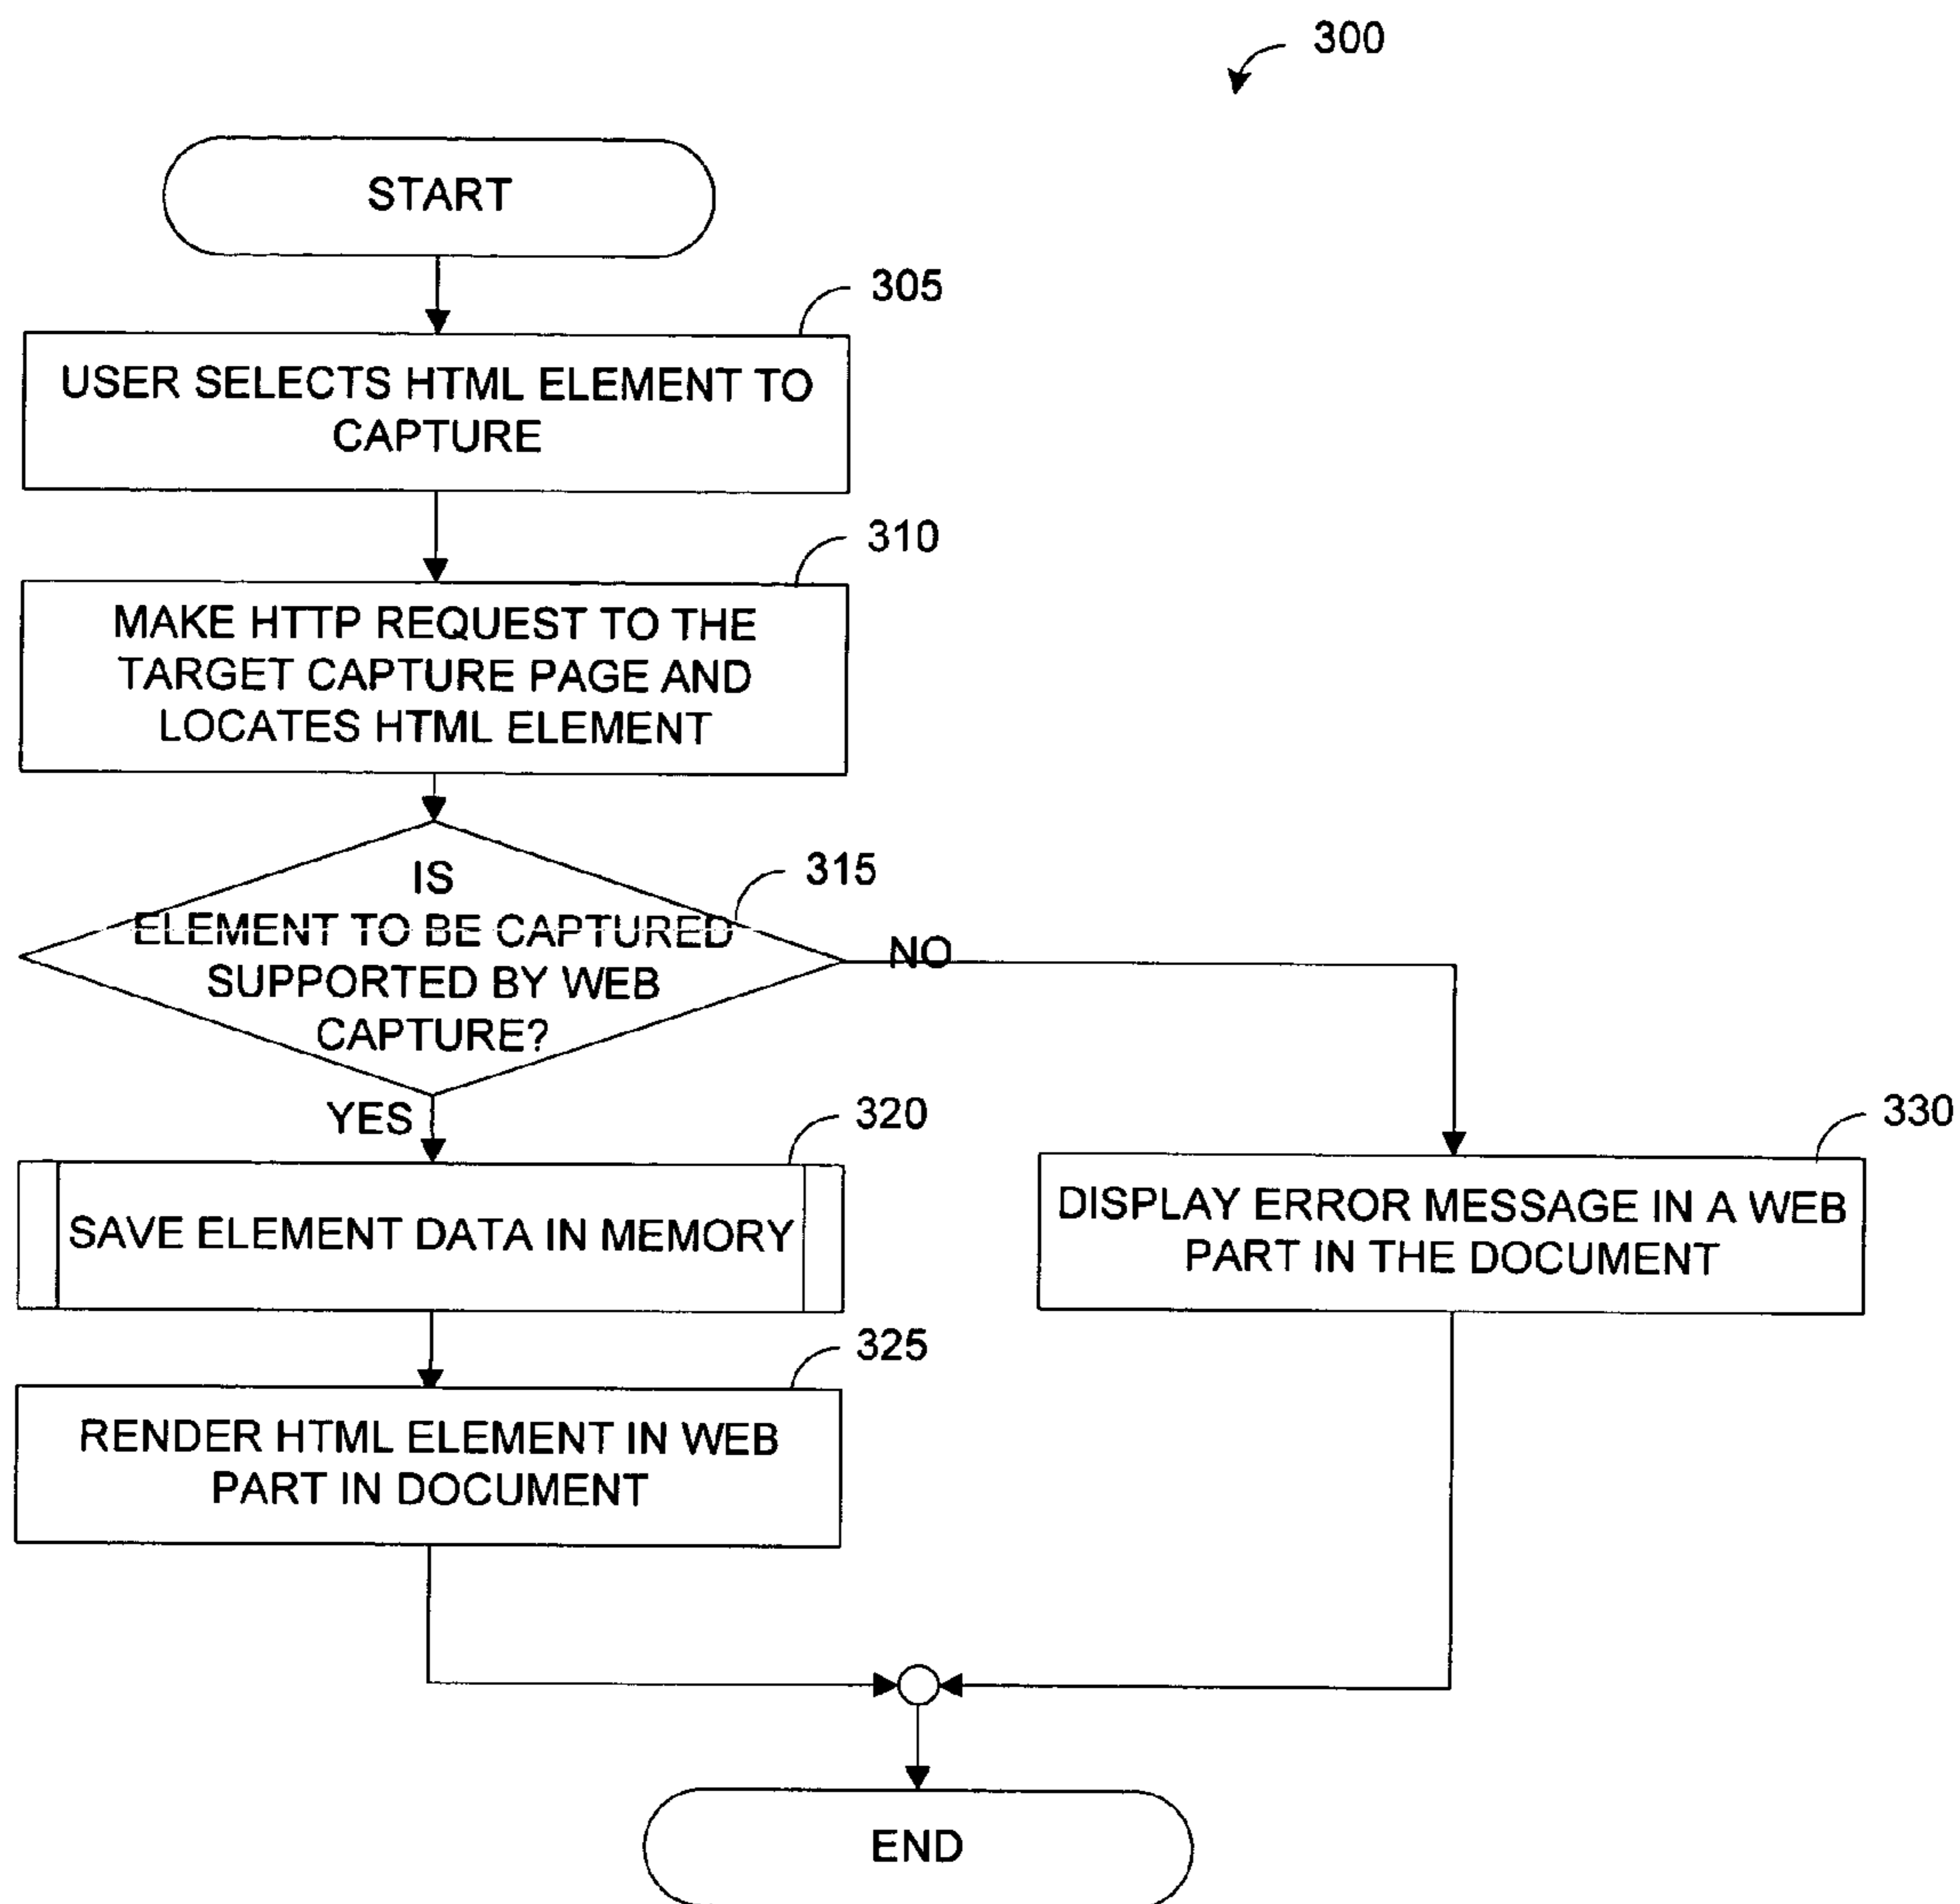 300
START
305
USER SELECTS HTML ELEMENT TO
CAPTURE
310
MAKE HTTP REQUEST TO THE
TARGET CAPTURE PAGE AND
LOCATES HTML ELEMENT
IS
315
ELEMENT TO BE CAPTURED
SUPPORTED BY WEB
CAPTURE?
NO
YES
320
SAVE ELEMENT DATA IN MEMORY
330
DISPLAY ERROR MESSAGE IN A WEB
PART IN THE DOCUMENT
325
RENDER HTML ELEMENT IN WEB
PART IN DOCUMENT
END